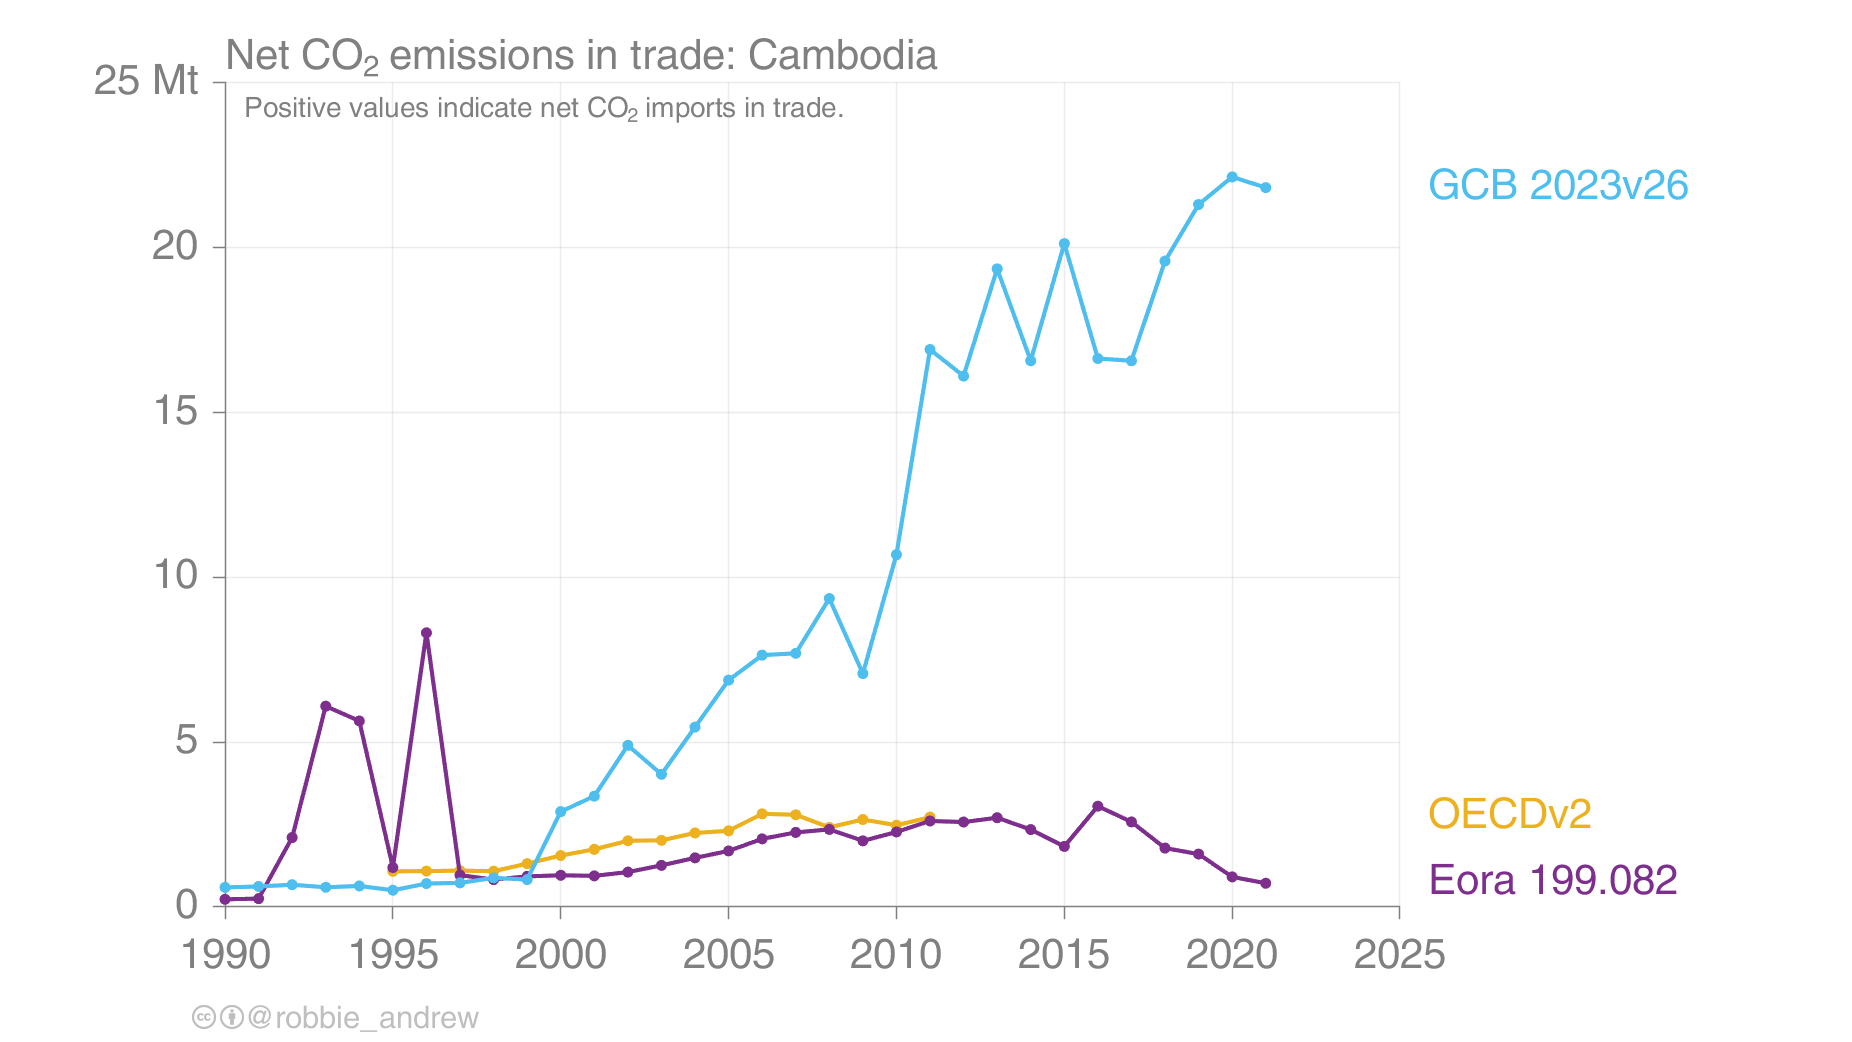 Net CO₂ emissions in trade: Cambodia
25 Mt
Positive values indicate net CO₂ imports in trade.
GCB 2023v26
20
15
10
5
OECDv2
Eora 199.082
0
1990 1995 2000 2005 2010 2015 2020 2025
@robbie_andrew